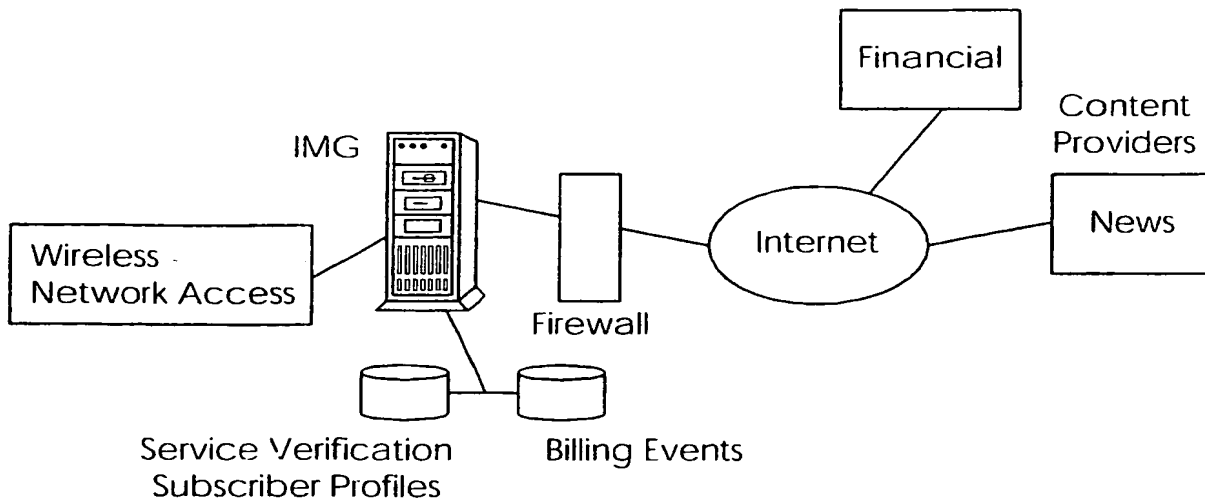 Financial
Content
Providers
IMG
News
Internet
Wireless
Network Access
Firewall
Service Verification
Subscriber Profiles
Billing Events